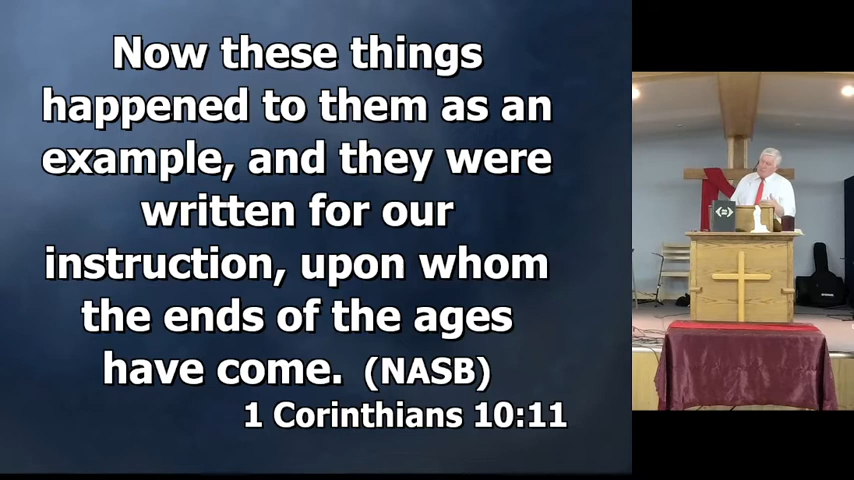 Now these things
happened to them as an
example, and they were
written for our
instruction, upon whom
the ends of the ages
have come. (NASB)
1 Corinthians 10:11